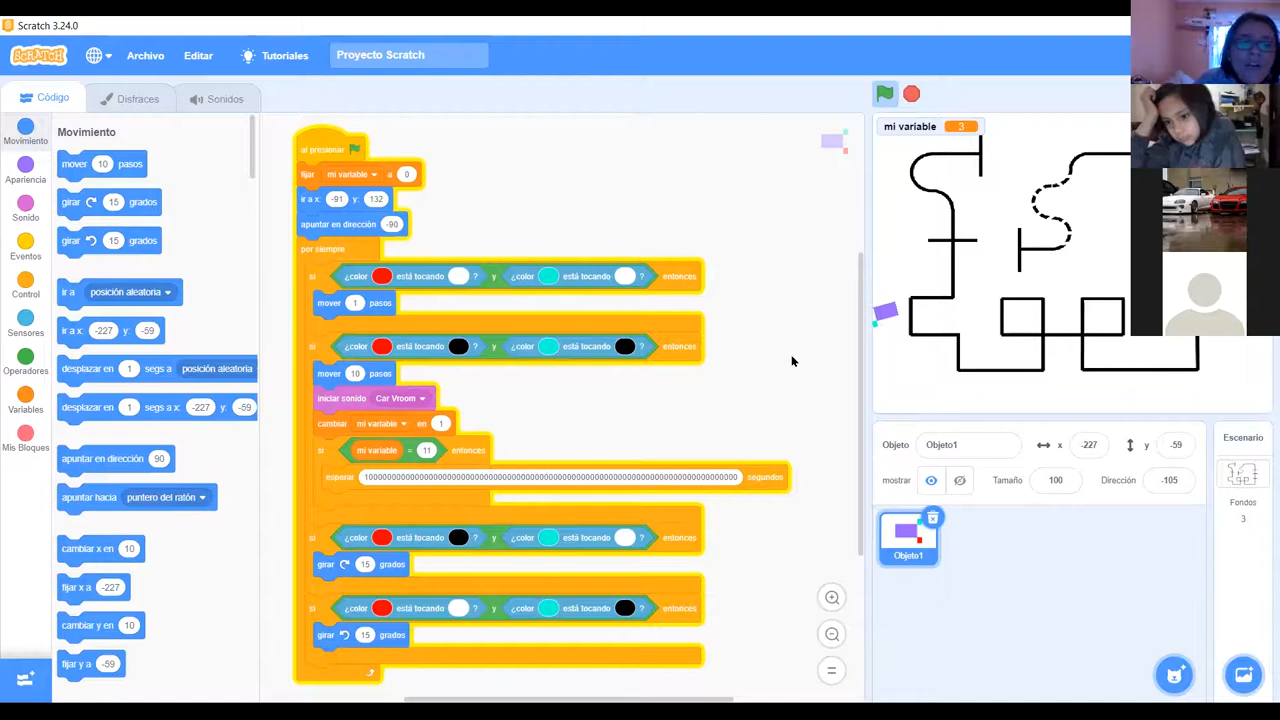 Scratch 3.24.0
SCRATCH
Archivo
Editar
Tutoriales
Proyecto Scratch
Código
Disfraces
Sonidos
Movimiento
Apariencia
Sonido
Eventos
Control
Sensores
Operadores
Variables
Mis Bloques
Movimiento
mover 10 pasos
girar 15 grados
girar 15 grados
ir a posición aleatoria
ir a x: -227 y: -59
desplazar en 1 segs a posición aleatoria
desplazar en 1 segs a x: -227 y: -59
apuntar en dirección 90
apuntar hacia puntero del ratón
cambiar x en 10
fijar x a -227
cambiar y en 10
fijar y a -59
al presionar
fijar mi variable a 0
ir a x: -91 y: 132
apuntar en dirección -90
por siempre
si ¿color está tocando ? y ¿color está tocando ? entonces
mover 1 pasos
si ¿color está tocando ? y ¿color está tocando ? entonces
mover 10 pasos
iniciar sonido Car Vroom
cambiar mi variable en 1
si mi variable = 11 entonces
esperar segundos
si ¿color está tocando ? y ¿color está tocando ? entonces
girar 15 grados
si ¿color está tocando ? y ¿color está tocando ? entonces
girar 15 grados
mi variable 3
Objeto Objeto1 x -227 y -59
mostrar Tamaño 100 Dirección -105
Objeto1
Escenario
Fondos
3